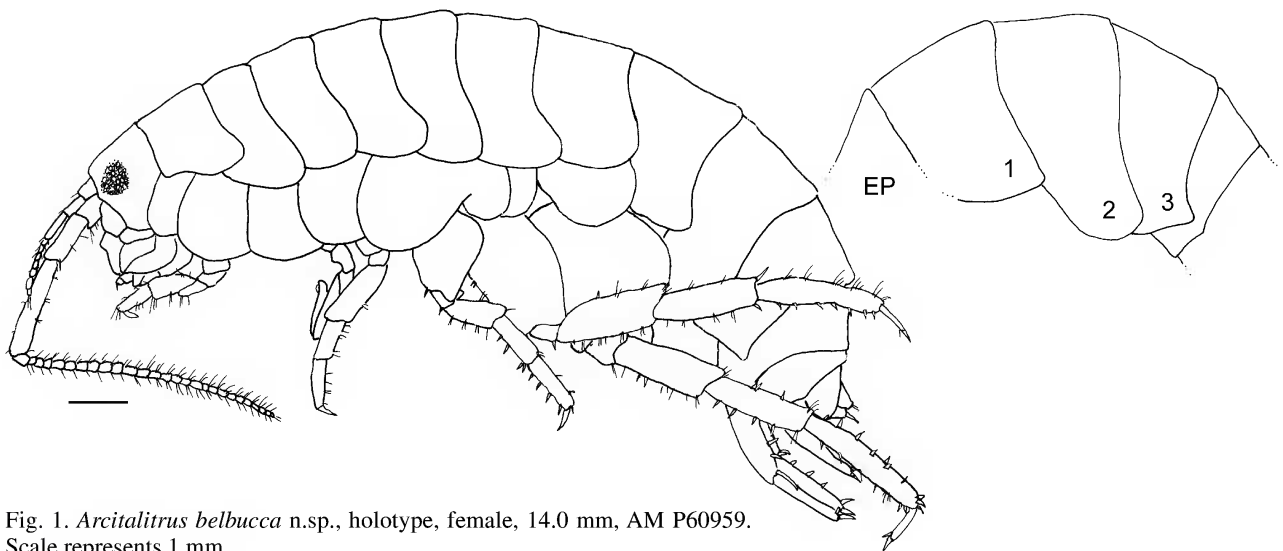 EP
1
2
3
Fig. 1. Arcitalitrus belbucca n.sp., holotype, female, 14.0 mm, AM P60959.
Scale represents 1 mm.